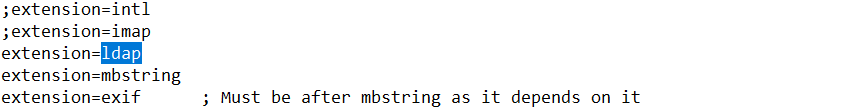 ;extension=intl
;extension=imap
extension=ldap
extension=mbstring
extension=exif      ; Must be after mbstring as it depends on it